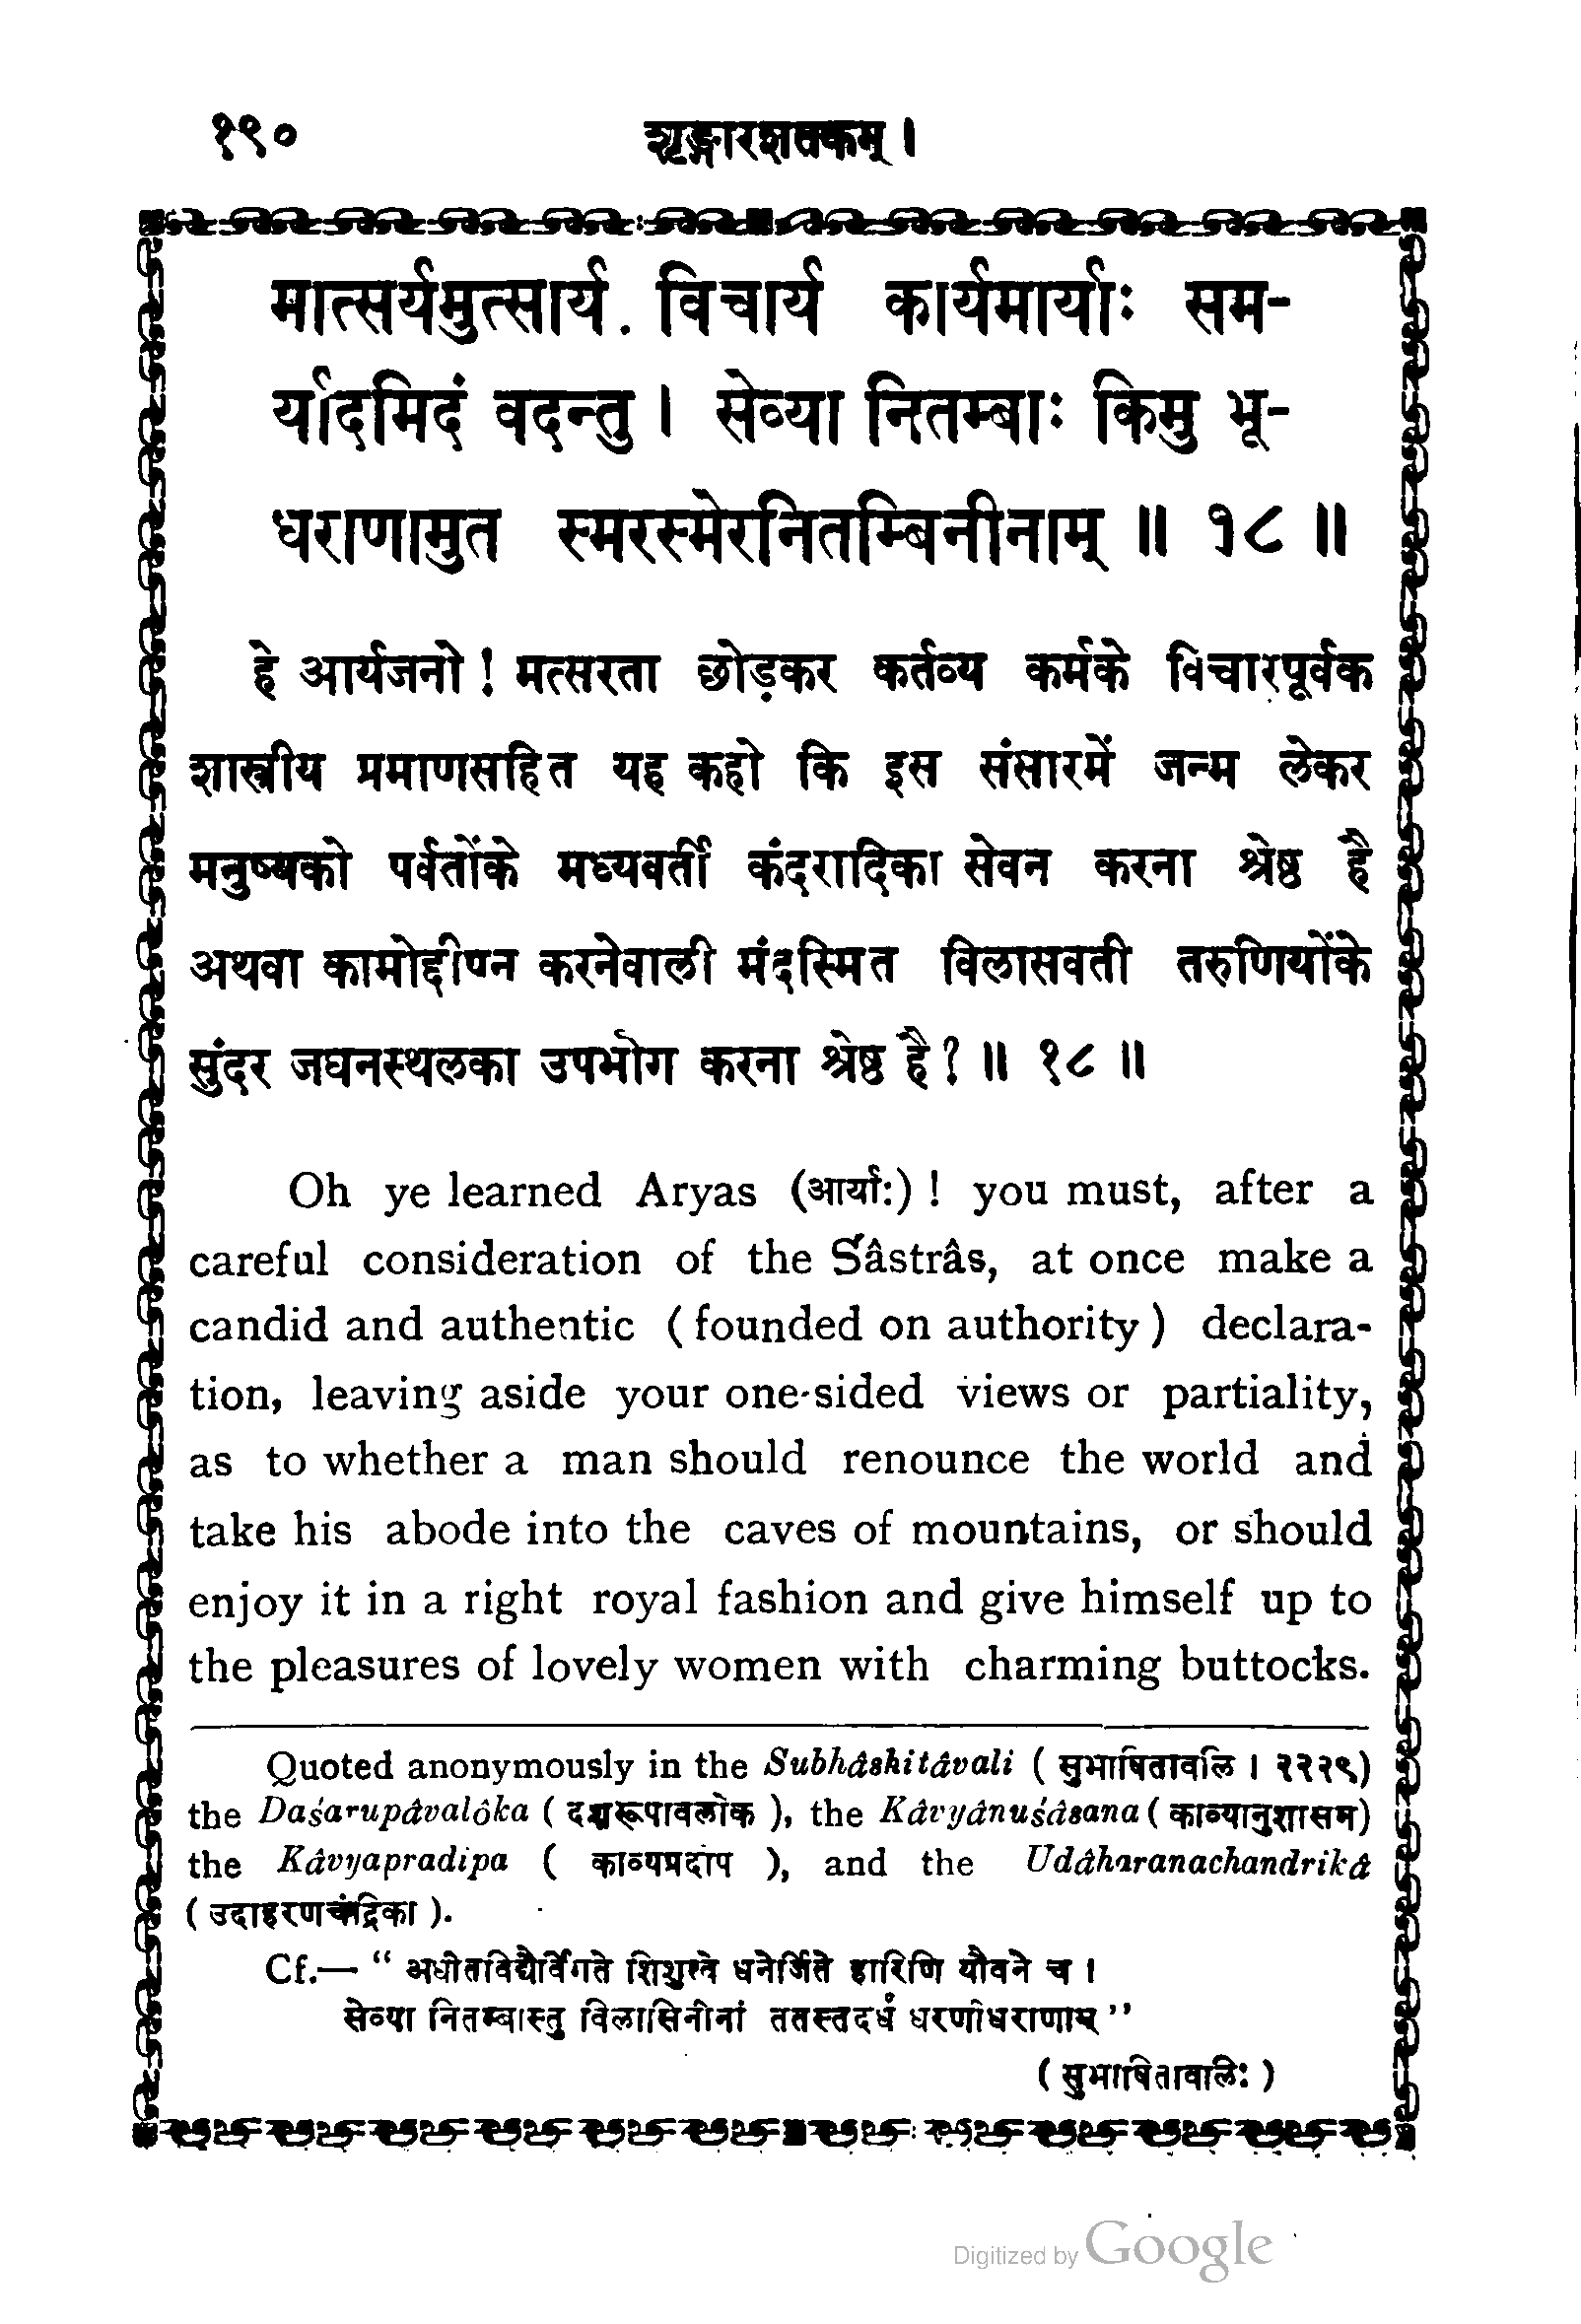 १९०
शृङ्गारशतकम् ।
मात्सर्यमुत्सार्य विचार्य कार्यमार्याः सम-
र्यादमिदं वदन्तु । सेव्या नितम्बाः किमु भू-
धराणामुत स्मरस्मेरनितम्बिनीनाम् ॥ १८ ॥
हे आर्यजनो ! मत्सरता छोड़कर कर्तव्य कर्मके विचारपूर्वक
शास्त्रीय प्रमाणसहित यह कहो कि इस संसारमें जन्म लेकर
मनुष्यको पर्वतोंके मध्यवर्ती कंदरादिका सेवन करना श्रेष्ठ है
अथवा कामोद्दीपन करनेवाली मंदस्मित विलासवती तरुणियोंके
सुंदर जघनस्थलका उपभोग करना श्रेष्ठ है ? ॥ १८ ॥
Oh ye learned Aryas (आर्याः) ! you must, after a
careful consideration of the Śâstrâs, at once make a
candid and authentic ( founded on authority ) declara-
tion, leaving aside your one-sided views or partiality,
as to whether a man should renounce the world and
take his abode into the caves of mountains, or should
enjoy it in a right royal fashion and give himself up to
the pleasures of lovely women with charming buttocks.
Quoted anonymously in the Subhâshitâvali ( सुभाषितावलि । २२२९)
the Daśarupâvalôka ( दशरूपावलोक ), the Kâvyânuśâsana ( काव्यानुशासन)
the Kâvyapradipa ( काव्यप्रदीप ), and the Udâharanachandrikâ
( उदाहरणचंद्रिका ).
Cf.— “ अधीतविद्यैर्विगते शिशुत्वे धनेर्जिते हारिणि यौवने च ।
सेव्या नितम्बास्तु विलासिनीनां ततस्तदर्धं धरणीधराणाम् ”
( सुभाषितावालिः )
Digitized by Google